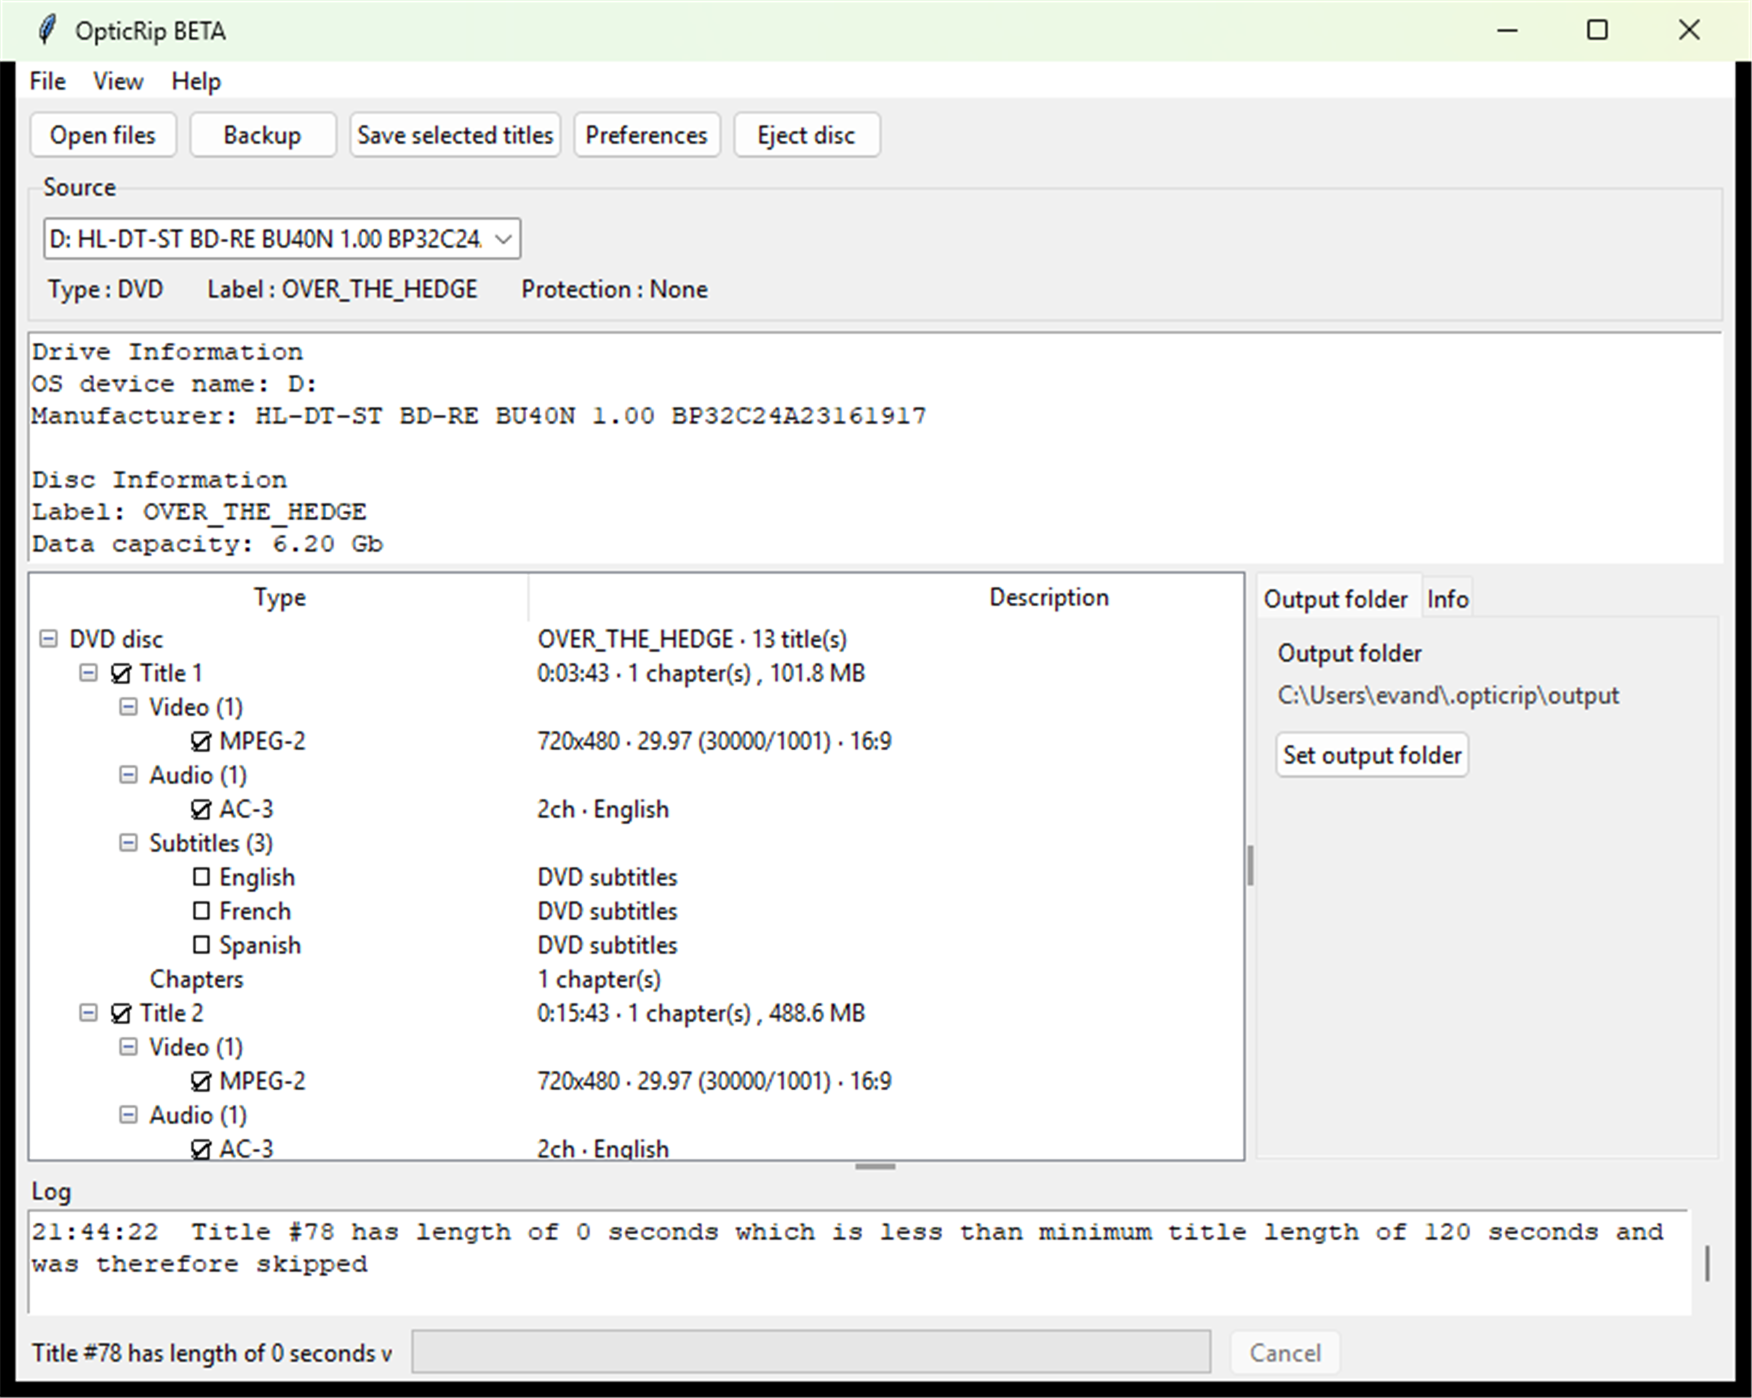 OpticRip BETA
File View Help
Open files Backup Save selected titles Preferences Eject disc
Source
D: HL-DT-ST BD-RE BU40N 1.00 BP32C24.
Type : DVD Label : OVER_THE_HEDGE Protection : None
Drive Information
OS device name: D:
Manufacturer: HL-DT-ST BD-RE BU40N 1.00 BP32C24A23161917
Disc Information
Label: OVER_THE_HEDGE
Data capacity: 6.20 Gb
Type Description
DVD disc OVER_THE_HEDGE · 13 title(s)
Title 1 0:03:43 · 1 chapter(s) , 101.8 MB
Video (1)
MPEG-2 720x480 · 29.97 (30000/1001) · 16:9
Audio (1)
AC-3 2ch · English
Subtitles (3)
English DVD subtitles
French DVD subtitles
Spanish DVD subtitles
Chapters 1 chapter(s)
Title 2 0:15:43 · 1 chapter(s) , 488.6 MB
Video (1)
MPEG-2 720x480 · 29.97 (30000/1001) · 16:9
Audio (1)
AC-3 2ch · English
Output folder Info
Output folder
C:\Users\evand\.opticrip\output
Set output folder
Log
21:44:22 Title #78 has length of 0 seconds which is less than minimum title length of 120 seconds and
was therefore skipped
Title #78 has length of 0 seconds v
Cancel